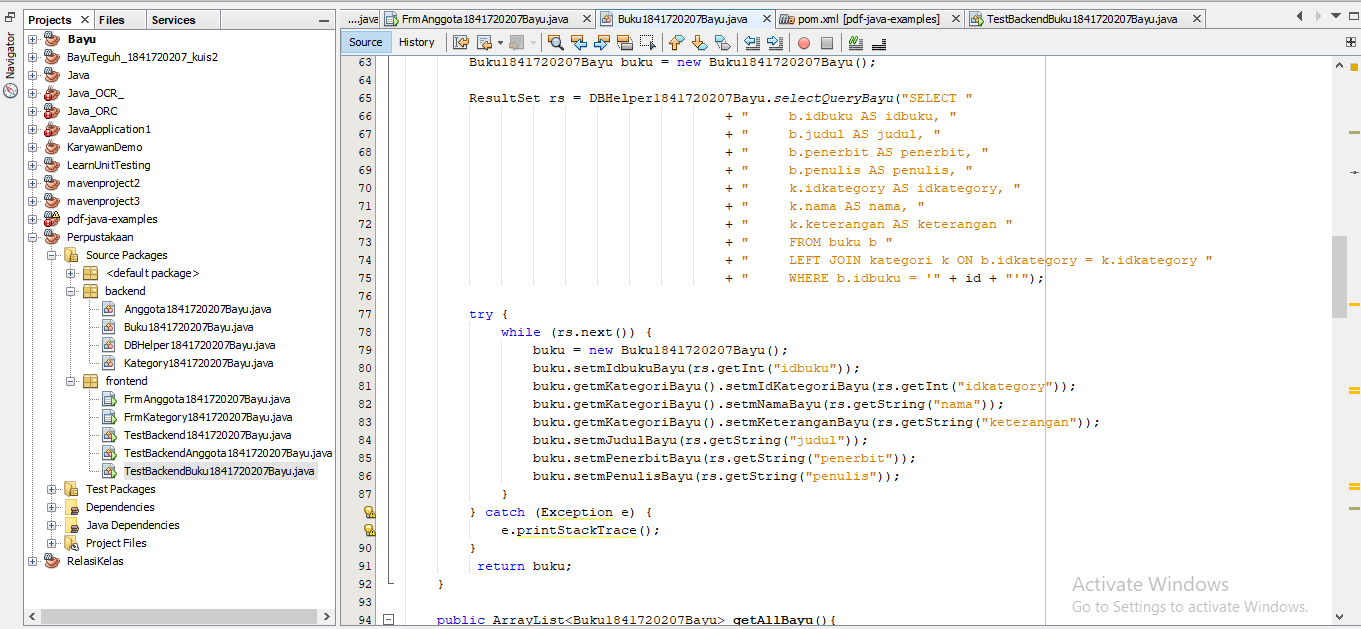 Projects Files Services
...java FrmAnggota1841720207Bayu.java Buku1841720207Bayu.java pom.xml [pdf-java-examples] TestBackendBuku1841720207Bayu.java
Source History
Navigator
Bayu
BayuTeguh_1841720207_kuis2
Java
Java_OCR_
Java_ORC
JavaApplication1
KaryawanDemo
LearnUnitTesting
mavenproject2
mavenproject3
pdf-java-examples
Perpustakaan
Source Packages
<default package>
backend
Anggota1841720207Bayu.java
Buku1841720207Bayu.java
DBHelper1841720207Bayu.java
Kategory1841720207Bayu.java
frontend
FrmAnggota1841720207Bayu.java
FrmKategory1841720207Bayu.java
TestBackend1841720207Bayu.java
TestBackendAnggota1841720207Bayu.java
TestBackendBuku1841720207Bayu.java
Test Packages
Dependencies
Java Dependencies
Project Files
RelasiKelas
63 Buku1841720207Bayu buku = new Buku1841720207Bayu();
64
65 ResultSet rs = DBHelper1841720207Bayu.selectQueryBayu("SELECT "
66 + "     b.idbuku AS idbuku, "
67 + "     b.judul AS judul, "
68 + "     b.penerbit AS penerbit, "
69 + "     b.penulis AS penulis, "
70 + "     k.idkategory AS idkategory, "
71 + "     k.nama AS nama, "
72 + "     k.keterangan AS keterangan "
73 + "     FROM buku b "
74 + "     LEFT JOIN kategori k ON b.idkategory = k.idkategory "
75 + "     WHERE b.idbuku = '" + id + "'");
76
77 try {
78 while (rs.next()) {
79 buku = new Buku1841720207Bayu();
80 buku.setmIdbukuBayu(rs.getInt("idbuku"));
81 buku.getmKategoriBayu().setmIdKategoriBayu(rs.getInt("idkategory"));
82 buku.getmKategoriBayu().setmNamaBayu(rs.getString("nama"));
83 buku.getmKategoriBayu().setmKeteranganBayu(rs.getString("keterangan"));
84 buku.setmJudulBayu(rs.getString("judul"));
85 buku.setmPenerbitBayu(rs.getString("penerbit"));
86 buku.setmPenulisBayu(rs.getString("penulis"));
87 }
} catch (Exception e) {
e.printStackTrace();
90 }
91 return buku;
92 }
93
94 public ArrayList<Buku1841720207Bayu> getAllBayu(){
Activate Windows
Go to Settings to activate Windows.